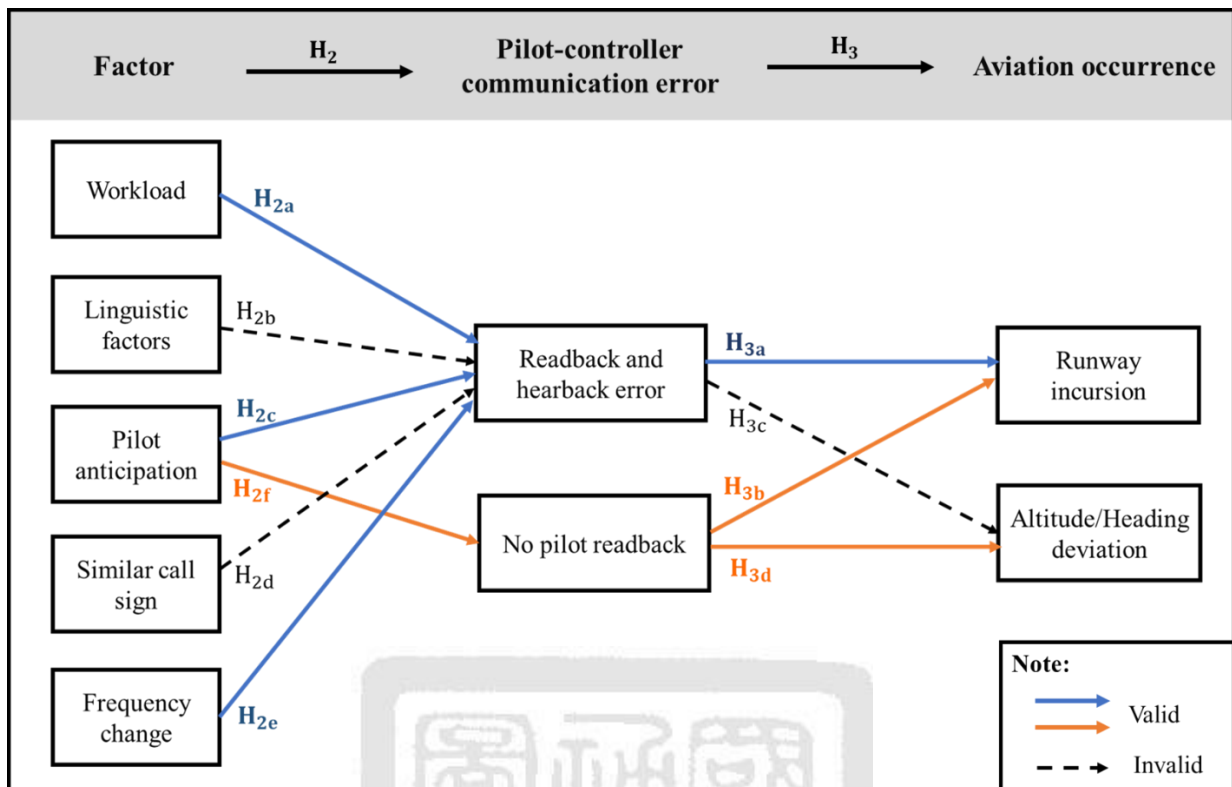 Factor
H₂
Pilot-controller
communication error
H₃
Aviation occurrence
Workload
H₂ₐ
Linguistic
factors
H₂b
Readback and
hearback error
H₃ₐ
Runway
incursion
Pilot
anticipation
H₂c
H₂f
H₃c
H₃b
No pilot readback
H₃d
Altitude/Heading
deviation
Similar call
sign
H₂d
Frequency
change
H₂ₑ
Note:
Valid
Invalid